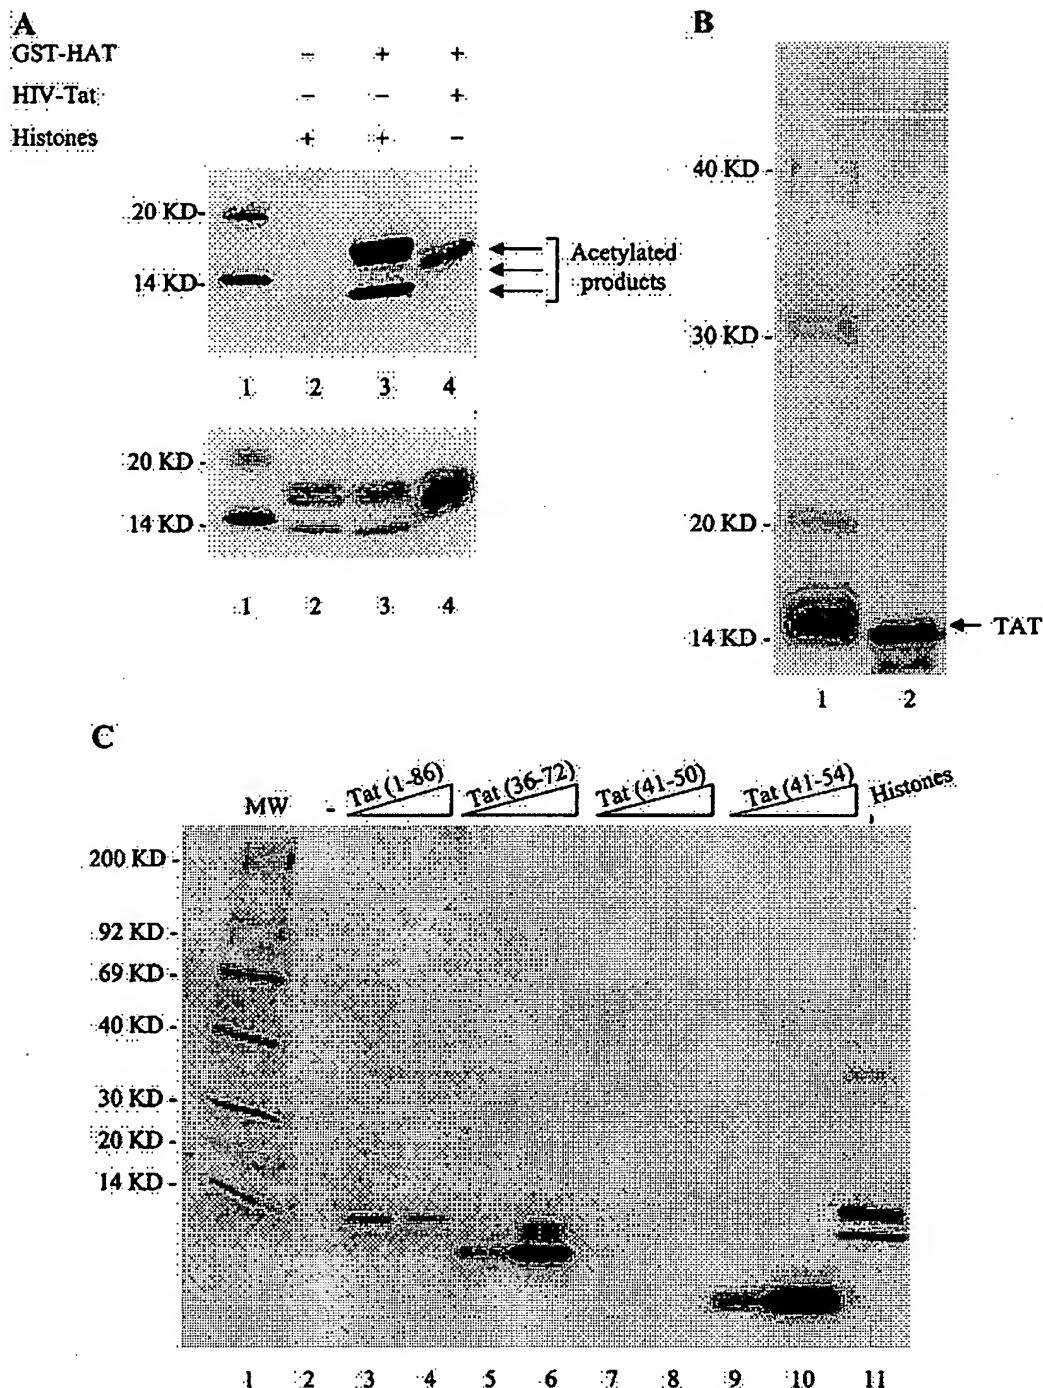 A
GST-HAT - + +
HIV-Tat - - +
Histones + + -
20 KD-
14 KD-
Acetylated
products
1 2 3 4
20 KD -
14 KD -
1 2 3 4
B
40 KD -
30 KD -
20 KD -
14 KD -
TAT
1 2
C
MW - Tat (1-86) Tat (36-72) Tat (41-50) Tat (41-54) Histones
200 KD -
92 KD -
69 KD -
40 KD -
30 KD -
20 KD -
14 KD -
1 2 3 4 5 6 7 8 9 10 11